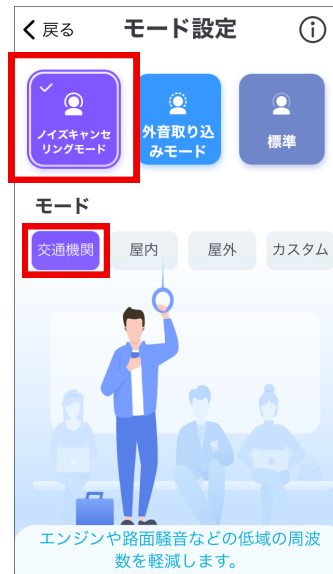 戻る
モード設定
ノイズキャンセ
リングモード
外音取り込
みモード
標準
モード
交通機関
屋内
屋外
カスタム
エンジンや路面騒音などの低域の周波
数を軽減します。